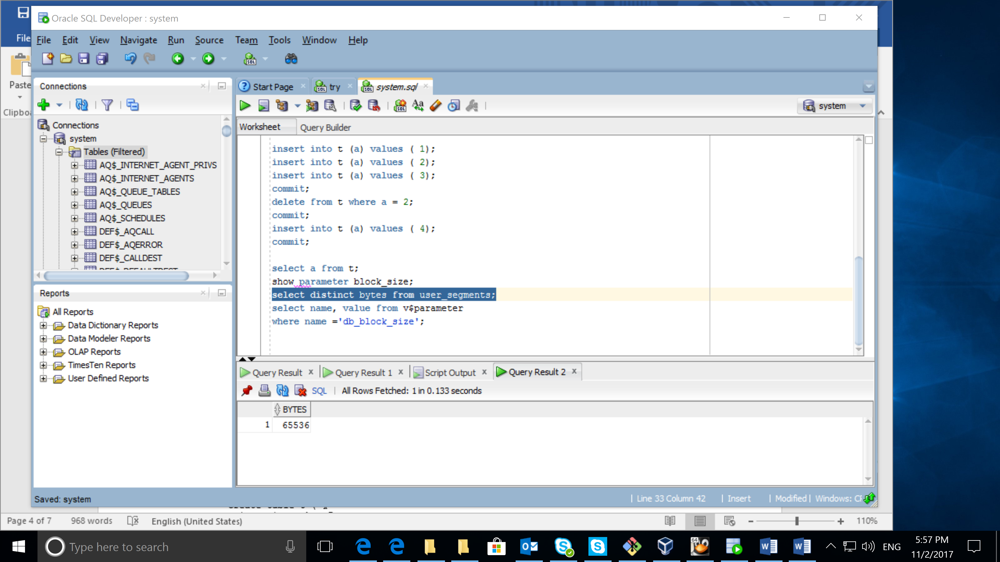 Oracle SQL Developer : system
File
File Edit View Navigate Run Source Team Tools Window Help
Paste
Connections
Start Page
try
system.sql
system
Worksheet
Query Builder
Connections
system
Tables (Filtered)
AQ$_INTERNET_AGENT_PRIVS
AQ$_INTERNET_AGENTS
AQ$_QUEUE_TABLES
AQ$_QUEUES
AQ$_SCHEDULES
DEF$_AQCALL
DEF$_AQERROR
DEF$_CALLDEST
insert into t (a) values ( 1);
insert into t (a) values ( 2);
insert into t (a) values ( 3);
commit;
delete from t where a = 2;
commit;
insert into t (a) values ( 4);
commit;
select a from t;
show parameter block_size;
select distinct bytes from user_segments;
select name, value from v$parameter
where name ='db_block_size';
Reports
All Reports
Data Dictionary Reports
Data Modeler Reports
OLAP Reports
TimesTen Reports
User Defined Reports
Query Result
Query Result 1
Script Output
Query Result 2
SQL
All Rows Fetched: 1 in 0.133 seconds
BYTES
1 65536
Saved: system
Line 33 Column 42
Insert
Modified
Windows:
Page 4 of 7
968 words
English (United States)
110%
Type here to search
64
ENG
5:57 PM
11/2/2017